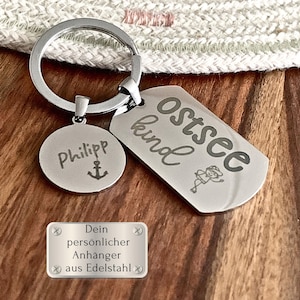 ostsee
kind
Philipp
Dein
persönlicher
Anhänger
aus Edelstahl